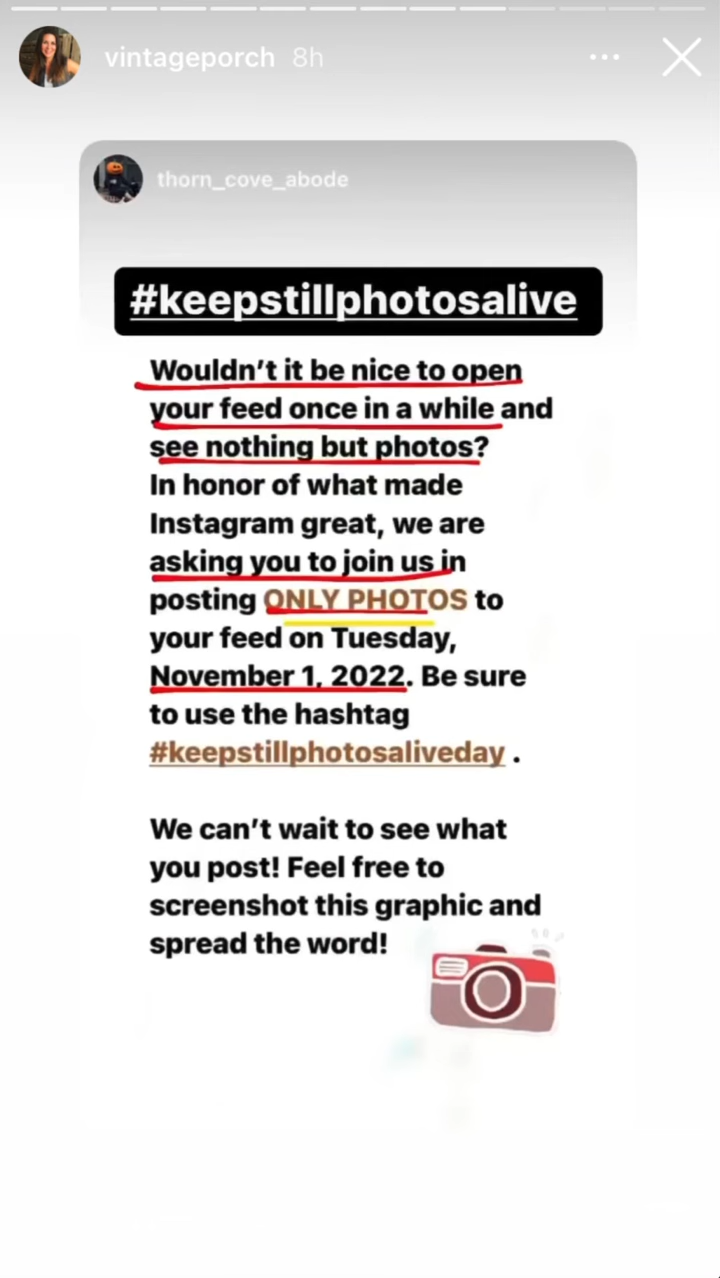 vintageporch 8h
thorn_cove_abode
#keepstillphotosalive
Wouldn't it be nice to open
your feed once in a while and
see nothing but photos?
In honor of what made
Instagram great, we are
asking you to join us in
posting ONLY PHOTOS to
your feed on Tuesday,
November 1, 2022. Be sure
to use the hashtag
#keepstillphotosaliveday .
We can't wait to see what
you post! Feel free to
screenshot this graphic and
spread the word!